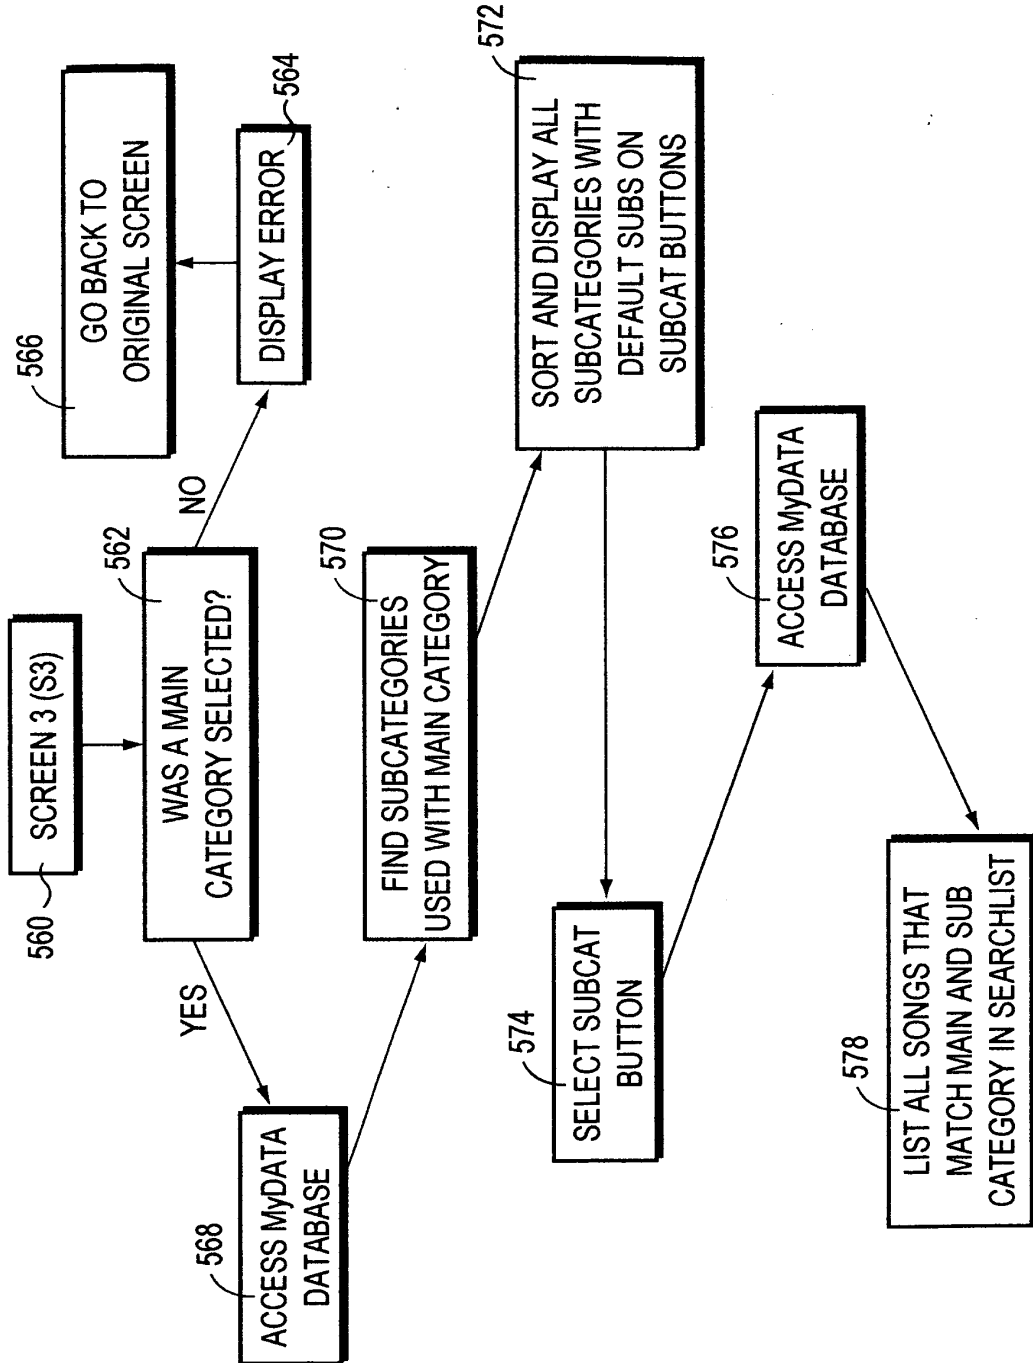 560
SCREEN 3 (S3)
562
WAS A MAIN
CATEGORY SELECTED?
YES
NO
564
DISPLAY ERROR
566
GO BACK TO
ORIGINAL SCREEN
568
ACCESS MyDATA
DATABASE
570
FIND SUBCATEGORIES
USED WITH MAIN CATEGORY
572
SORT AND DISPLAY ALL
SUBCATEGORIES WITH
DEFAULT SUBS ON
SUBCAT BUTTONS
574
SELECT SUBCAT
BUTTON
576
ACCESS MyDATA
DATABASE
578
LIST ALL SONGS THAT
MATCH MAIN AND SUB
CATEGORY IN SEARCHLIST